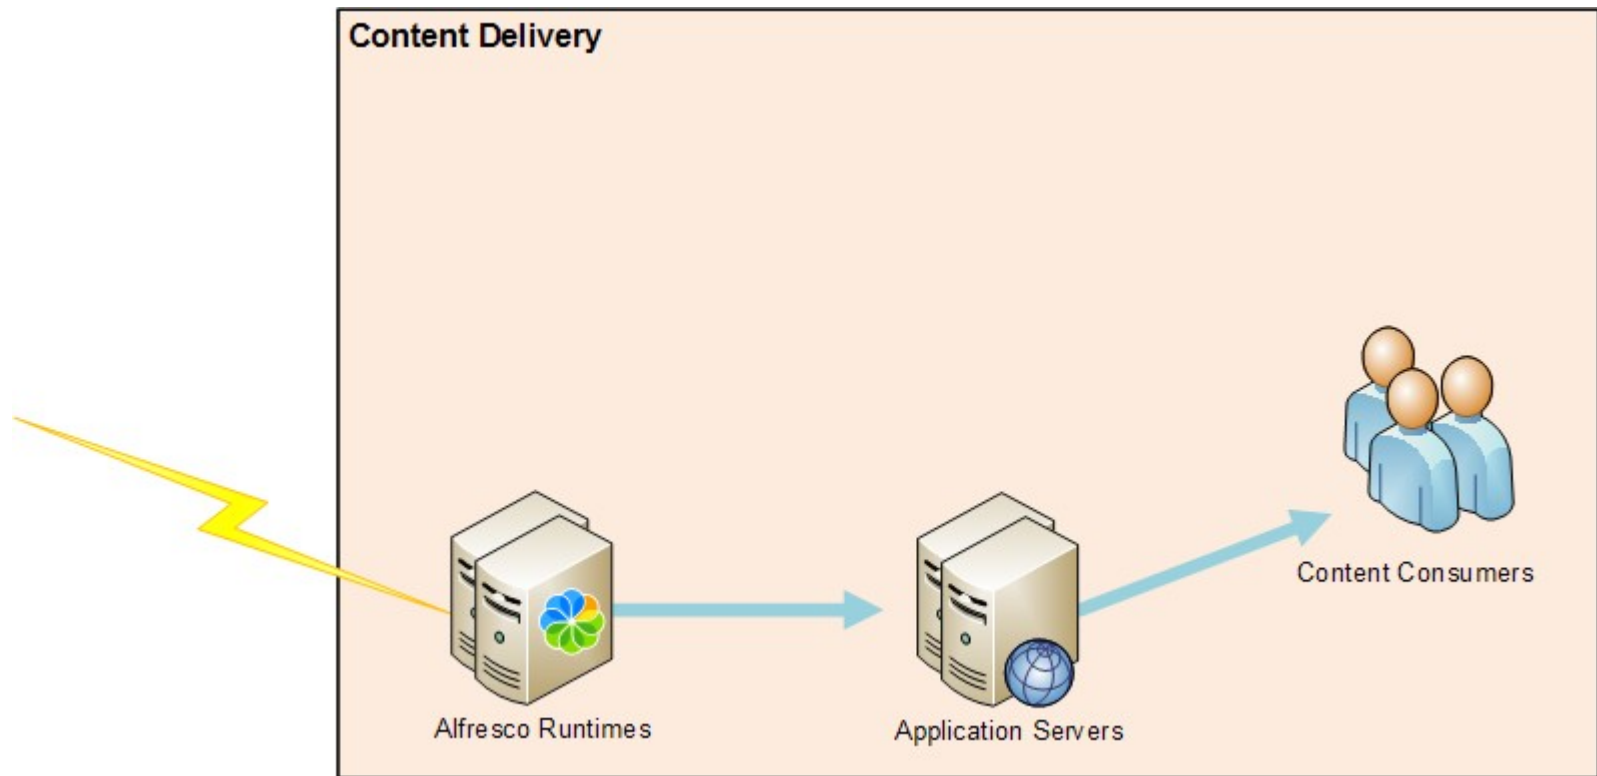 Content Delivery
Content Consumers
Alfresco Runtimes
Application Servers